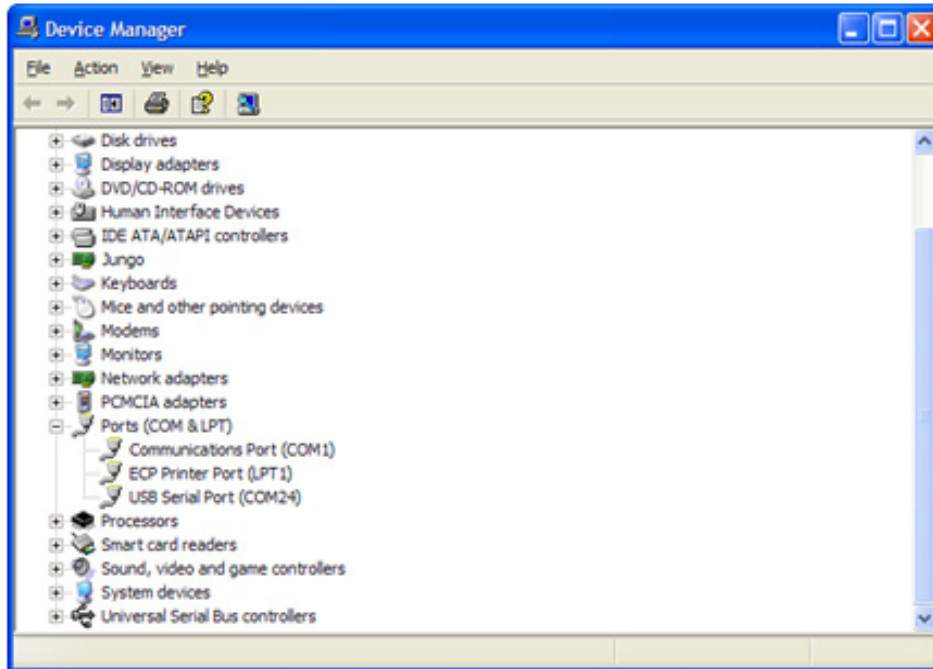 Device Manager
File Action View Help
Disk drives
Display adapters
DVD/CD-ROM drives
Human Interface Devices
IDE ATA/ATAPI controllers
Jungo
Keyboards
Mice and other pointing devices
Modems
Monitors
Network adapters
PCMCIA adapters
Ports (COM & LPT)
Communications Port (COM1)
ECP Printer Port (LPT1)
USB Serial Port (COM24)
Processors
Smart card readers
Sound, video and game controllers
System devices
Universal Serial Bus controllers